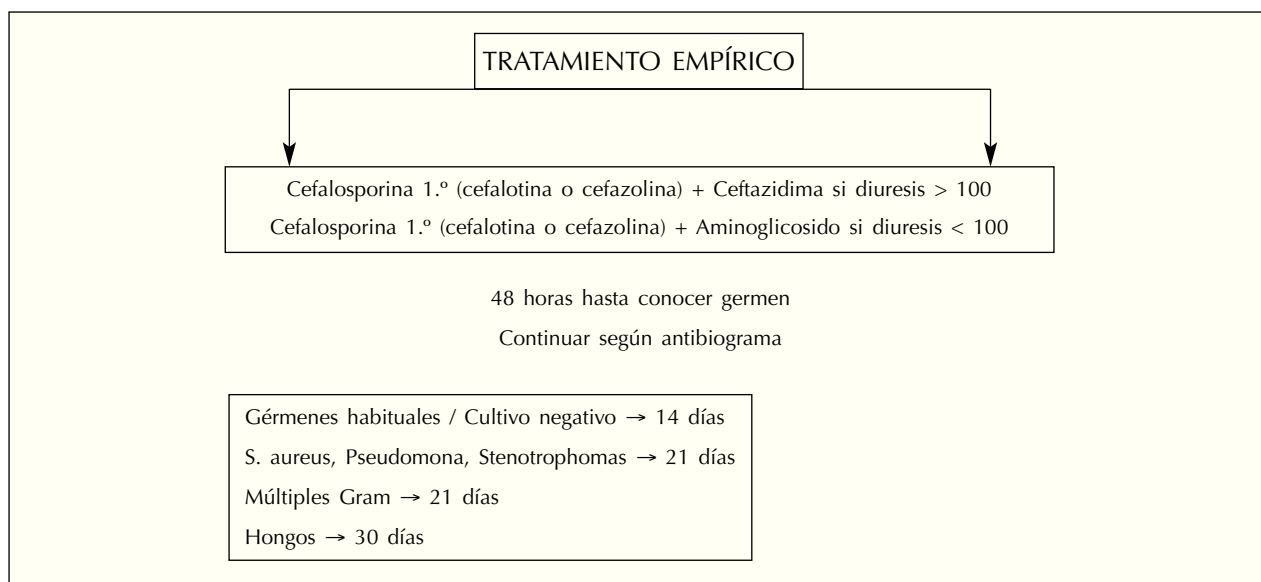 TRATAMIENTO EMPÍRICO
Cefalosporina 1.º (cefalotina o cefazolina) + Ceftazidima si diuresis > 100
Cefalosporina 1.º (cefalotina o cefazolina) + Aminoglicosido si diuresis < 100
48 horas hasta conocer germen
Continuar según antibiograma
Gérmenes habituales / Cultivo negativo → 14 días
S. aureus, Pseudomona, Stenotrophomas → 21 días
Múltiples Gram → 21 días
Hongos → 30 días